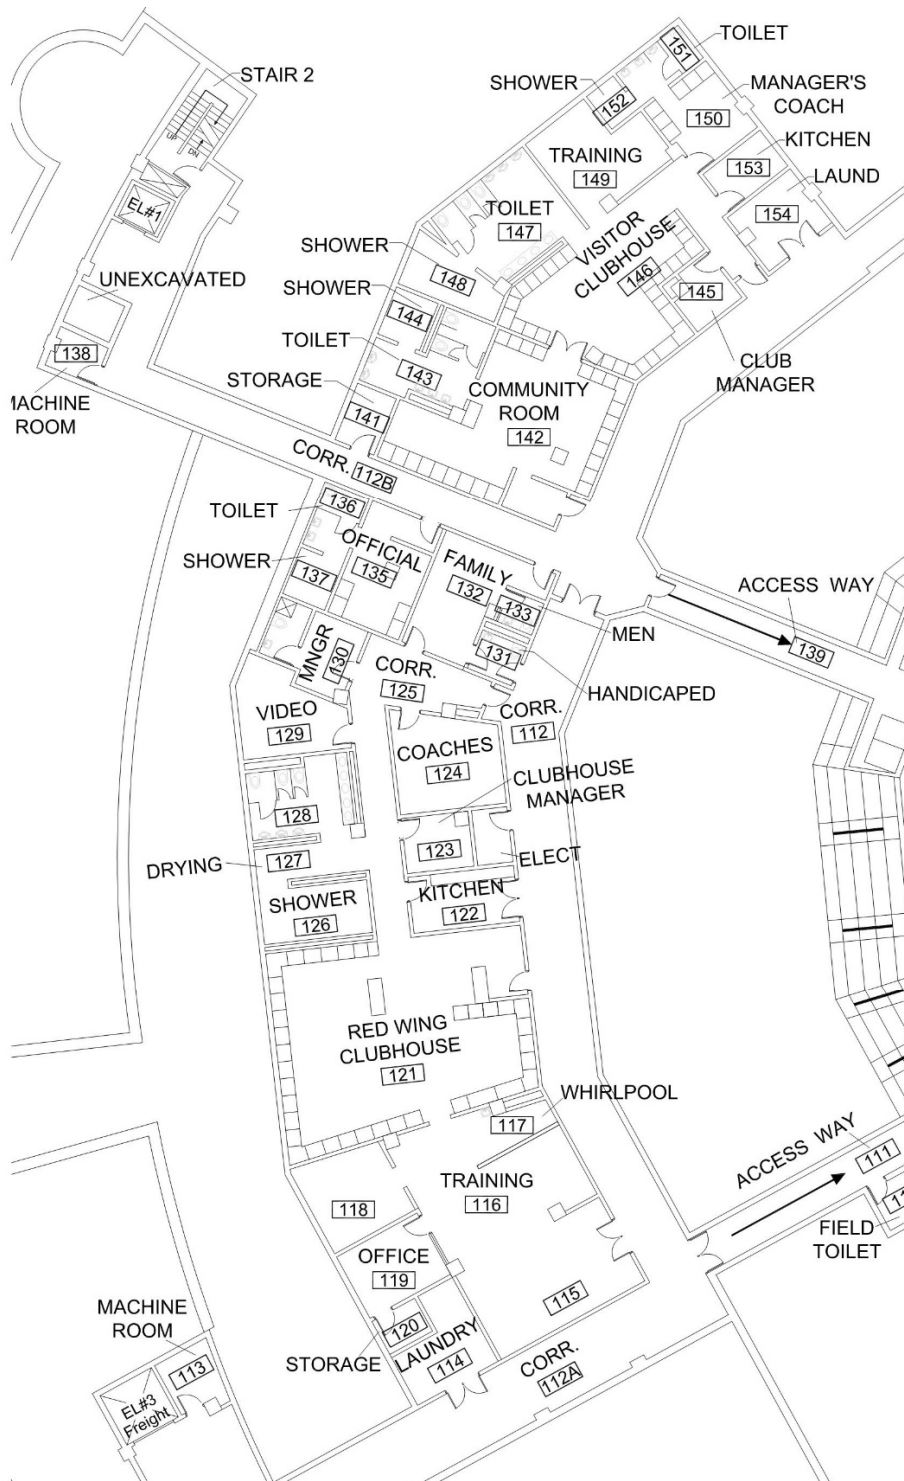 STAIR 2
UP
DN
EL#1
UNEXCAVATED
138
MACHINE
ROOM
TOILET
151
SHOWER
152
MANAGER'S
COACH
150
KITCHEN
153
LAUND
154
TRAINING
149
TOILET
147
VISITOR
CLUBHOUSE
146
SHOWER
148
SHOWER
144
145
CLUB
MANAGER
TOILET
143
STORAGE
141
COMMUNITY
ROOM
142
CORR.
112B
TOILET
136
OFFICIAL
135
SHOWER
137
FAMILY
132
133
MEN
131
HANDICAPED
ACCESS WAY
139
MNGR
130
CORR.
125
CORR.
112
VIDEO
129
COACHES
124
CLUBHOUSE
MANAGER
128
123
ELECT
DRYING
127
KITCHEN
122
SHOWER
126
RED WING
CLUBHOUSE
121
WHIRLPOOL
117
TRAINING
116
ACCESS WAY
111
118
FIELD
TOILET
OFFICE
119
115
STORAGE
120
LAUNDRY
114
CORR.
112A
MACHINE
ROOM
113
EL#3
Freight